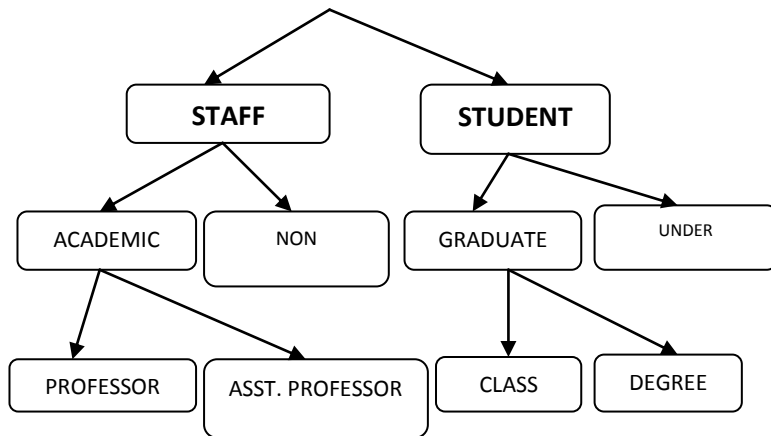 STAFF
STUDENT
ACADEMIC
NON
GRADUATE
UNDER
PROFESSOR
ASST. PROFESSOR
CLASS
DEGREE